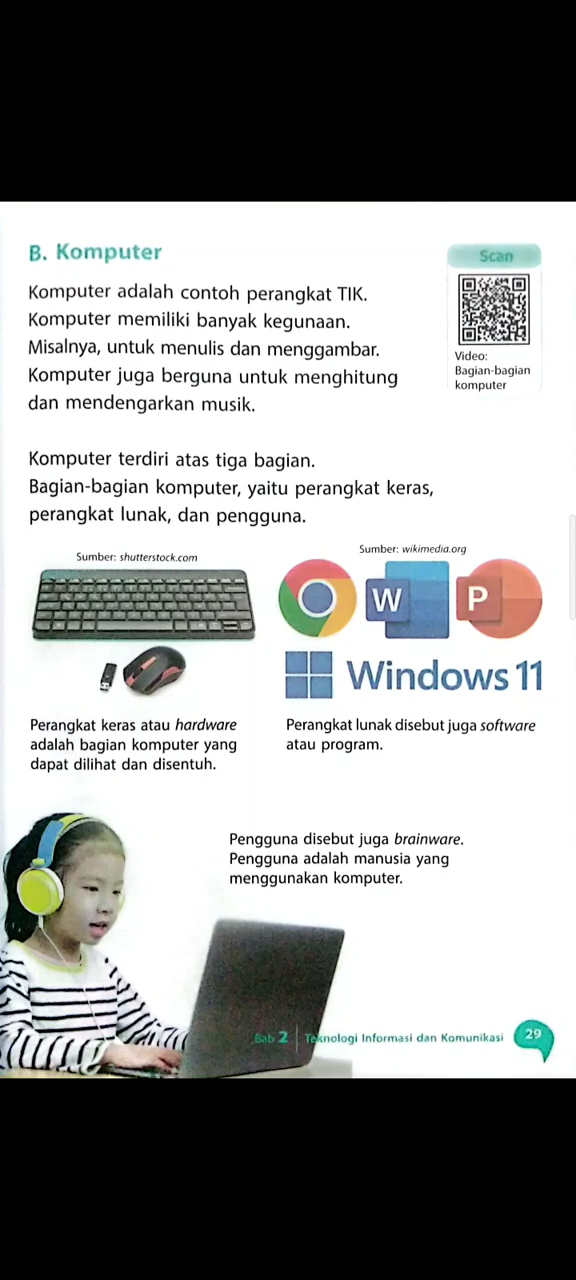 B. Komputer
Komputer adalah contoh perangkat TIK.
Komputer memiliki banyak kegunaan.
Misalnya, untuk menulis dan menggambar.
Komputer juga berguna untuk menghitung
dan mendengarkan musik.
Scan
Video:
Bagian-bagian
komputer
Komputer terdiri atas tiga bagian.
Bagian-bagian komputer, yaitu perangkat keras,
perangkat lunak, dan pengguna.
Sumber: shutterstock.com
Perangkat keras atau hardware
adalah bagian komputer yang
dapat dilihat dan disentuh.
Sumber: wikimedia.org
W
P
Windows 11
Perangkat lunak disebut juga software
atau program.
Pengguna disebut juga brainware.
Pengguna adalah manusia yang
menggunakan komputer.
Bab 2 | Teknologi Informasi dan Komunikasi 29